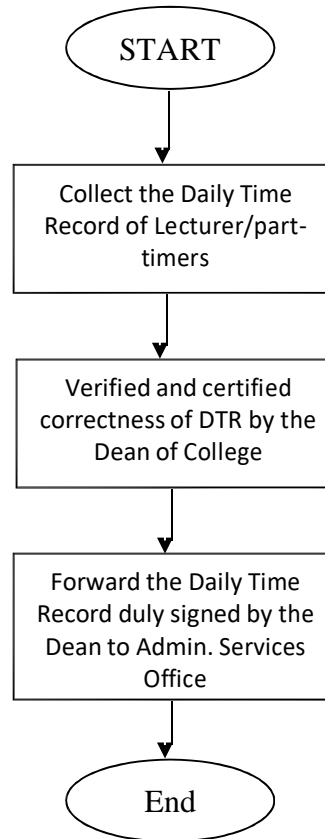 START
Collect the Daily Time
Record of Lecturer/part-
timers
Verified and certified
correctness of DTR by the
Dean of College
Forward the Daily Time
Record duly signed by the
Dean to Admin. Services
Office
End